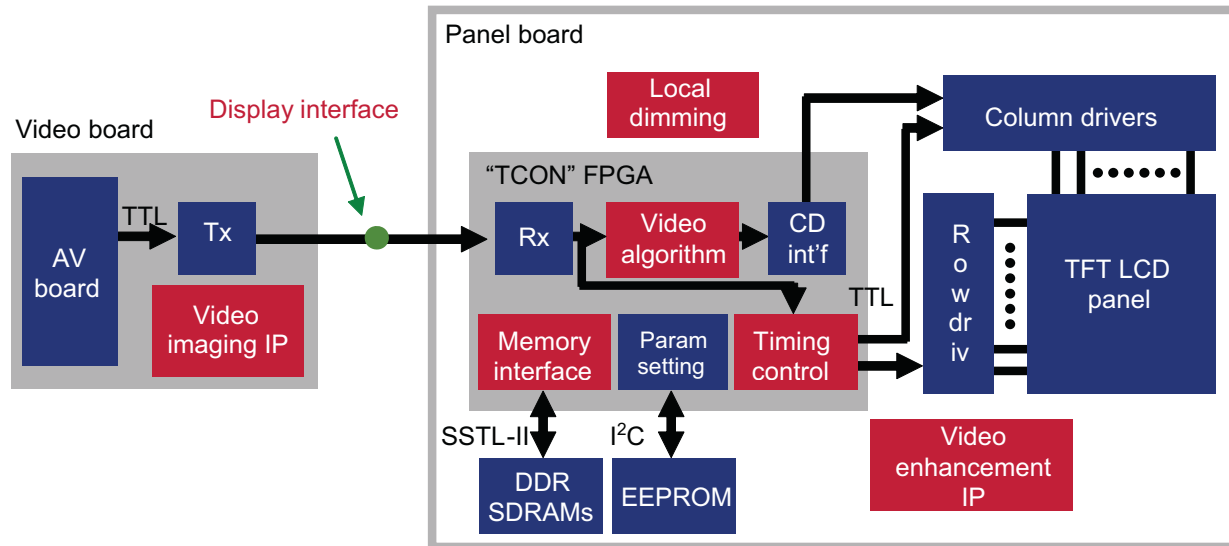 Panel board
Video board
Display interface
Local
dimming
Column drivers
“TCON” FPGA
AV
board
TTL
Tx
Rx
Video
algorithm
CD
int’f
Video
imaging IP
Memory
interface
Param
setting
Timing
control
TTL
R
o
w
dr
iv
TFT LCD
panel
SSTL-II
I²C
DDR
SDRAMs
EEPROM
Video
enhancement
IP